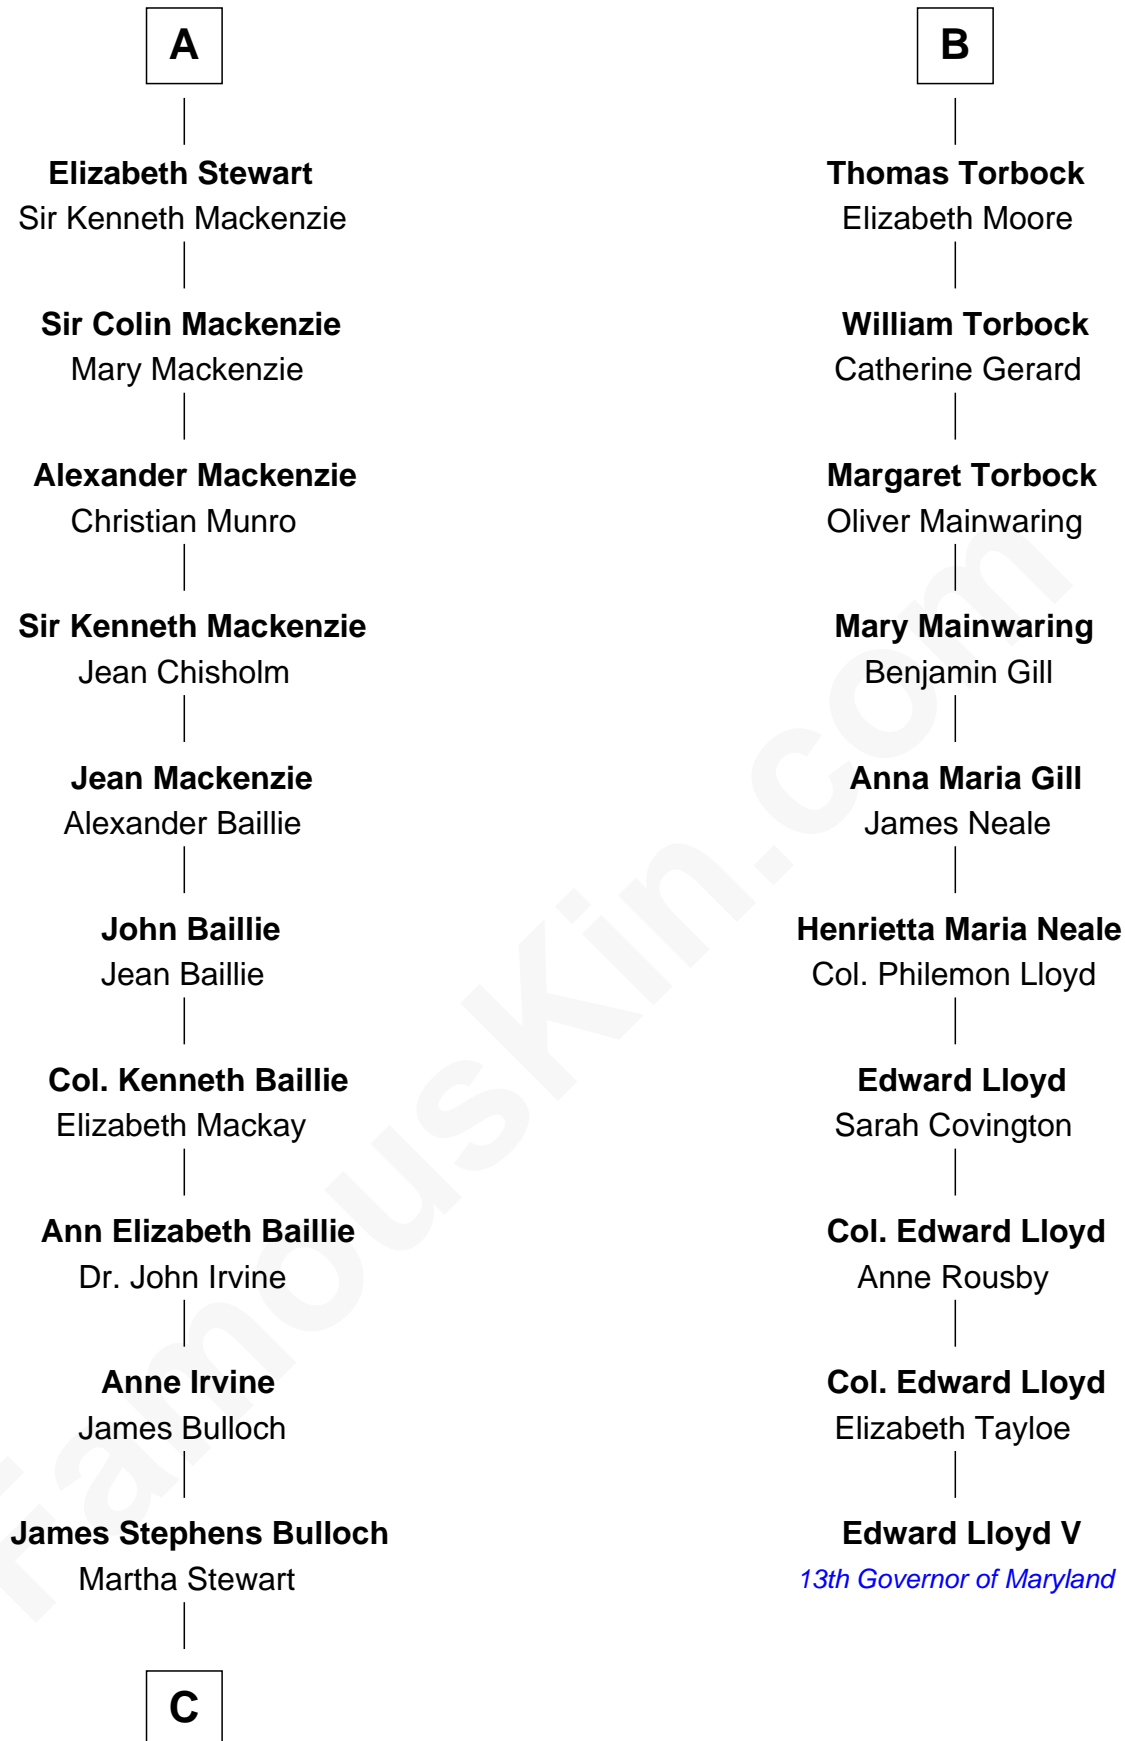 A
Elizabeth Stewart
Sir Kenneth Mackenzie
Sir Colin Mackenzie
Mary Mackenzie
Alexander Mackenzie
Christian Munro
Sir Kenneth Mackenzie
Jean Chisholm
Jean Mackenzie
Alexander Baillie
John Baillie
Jean Baillie
Col. Kenneth Baillie
Elizabeth Mackay
Ann Elizabeth Baillie
Dr. John Irvine
Anne Irvine
James Bulloch
James Stephens Bulloch
Martha Stewart
C
B
Thomas Torbock
Elizabeth Moore
William Torbock
Catherine Gerard
Margaret Torbock
Oliver Mainwaring
Mary Mainwaring
Benjamin Gill
Anna Maria Gill
James Neale
Henrietta Maria Neale
Col. Philemon Lloyd
Edward Lloyd
Sarah Covington
Col. Edward Lloyd
Anne Rousby
Col. Edward Lloyd
Elizabeth Tayloe
Edward Lloyd V
13th Governor of Maryland
FamousKin.com